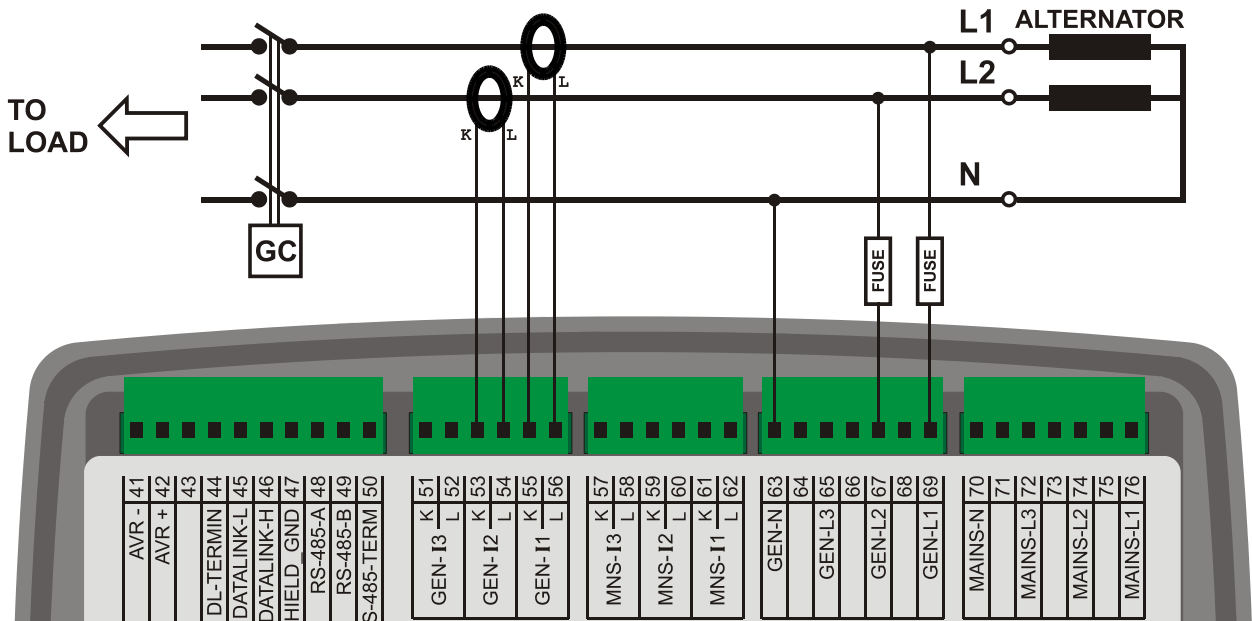 L1 ALTERNATOR
K L
L2
TO
LOAD
K L
N
GC
FUSE
FUSE
41 AVR -
42 AVR +
43
44 DL-TERMIN
45 DATALINK-L
46 DATALINK-H
47 HIELD_GND
48 RS-485-A
49 RS-485-B
50 S-485-TERM
51 K
52 L
GEN- I3
53 K
54 L
GEN- I2
55 K
56 L
GEN- I1
57 K
58 L
MNS- I3
59 K
60 L
MNS- I2
61 K
62 L
MNS- I1
63 GEN-N
64
65 GEN-L3
66
67 GEN-L2
68
69 GEN-L1
70 MAINS-N
71
72 MAINS-L3
73
74 MAINS-L2
75
76 MAINS-L1